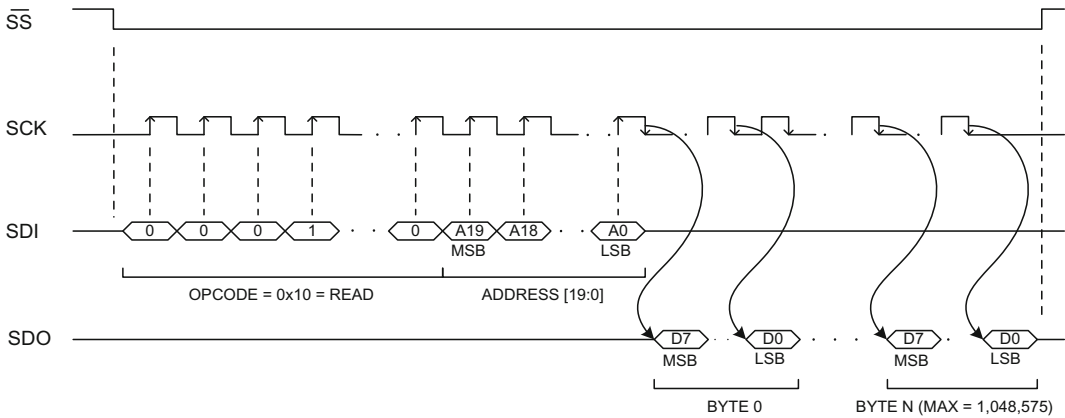 SS
SCK
SDI 0 0 0 1 0 A19 A18 A0
MSB LSB
OPCODE = 0x10 = READ ADDRESS [19:0]
SDO D7 D0 D7 D0
MSB LSB MSB LSB
BYTE 0 BYTE N (MAX = 1,048,575)